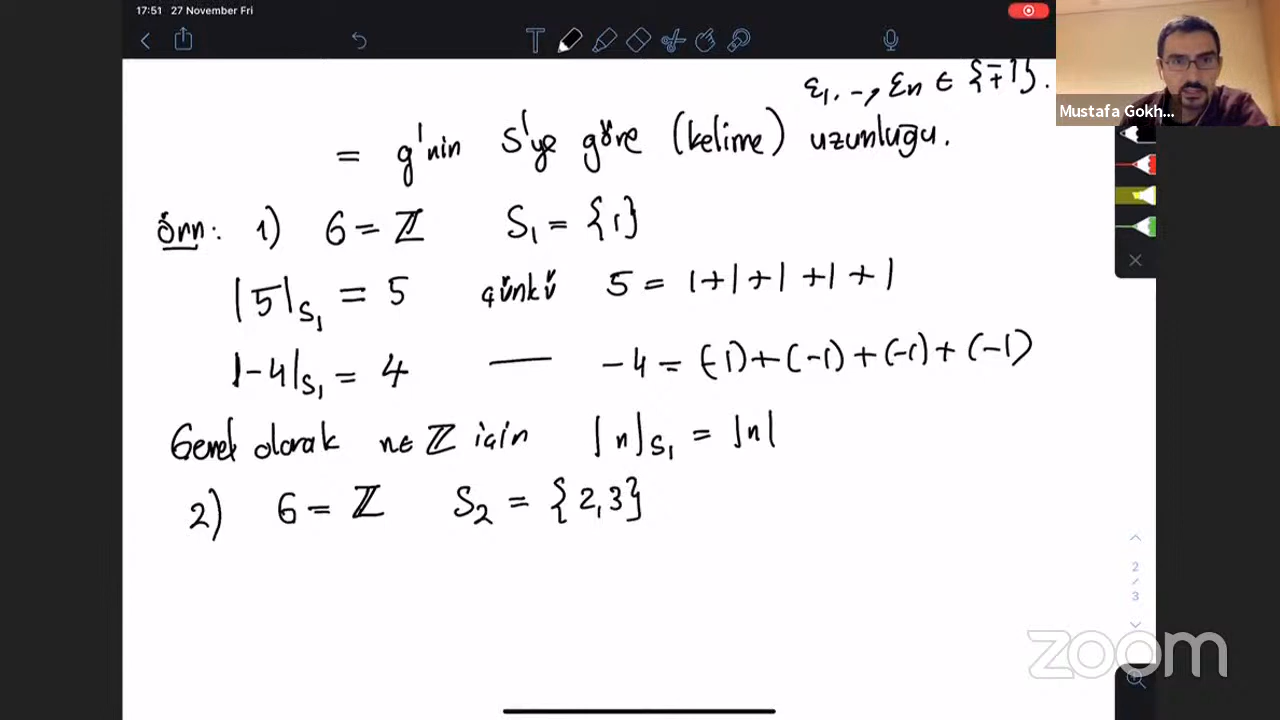 17:51 27 November Fri
ε₁, --, εn ∈ {∓1}.
= g'nin S'ye göre (kelime) uzunluğu.
Mustafa Gokh...
Örn: 1) G = ℤ S₁ = {1}
|5|S₁ = 5 çünkü 5 = 1+1+1+1+1
|-4|S₁ = 4 — -4 = (-1)+(-1)+(-1)+(-1)
Genel olarak n∈ ℤ için |n|S₁ = |n|
2) G = ℤ S₂ = {2,3}
2
/
3
zoom